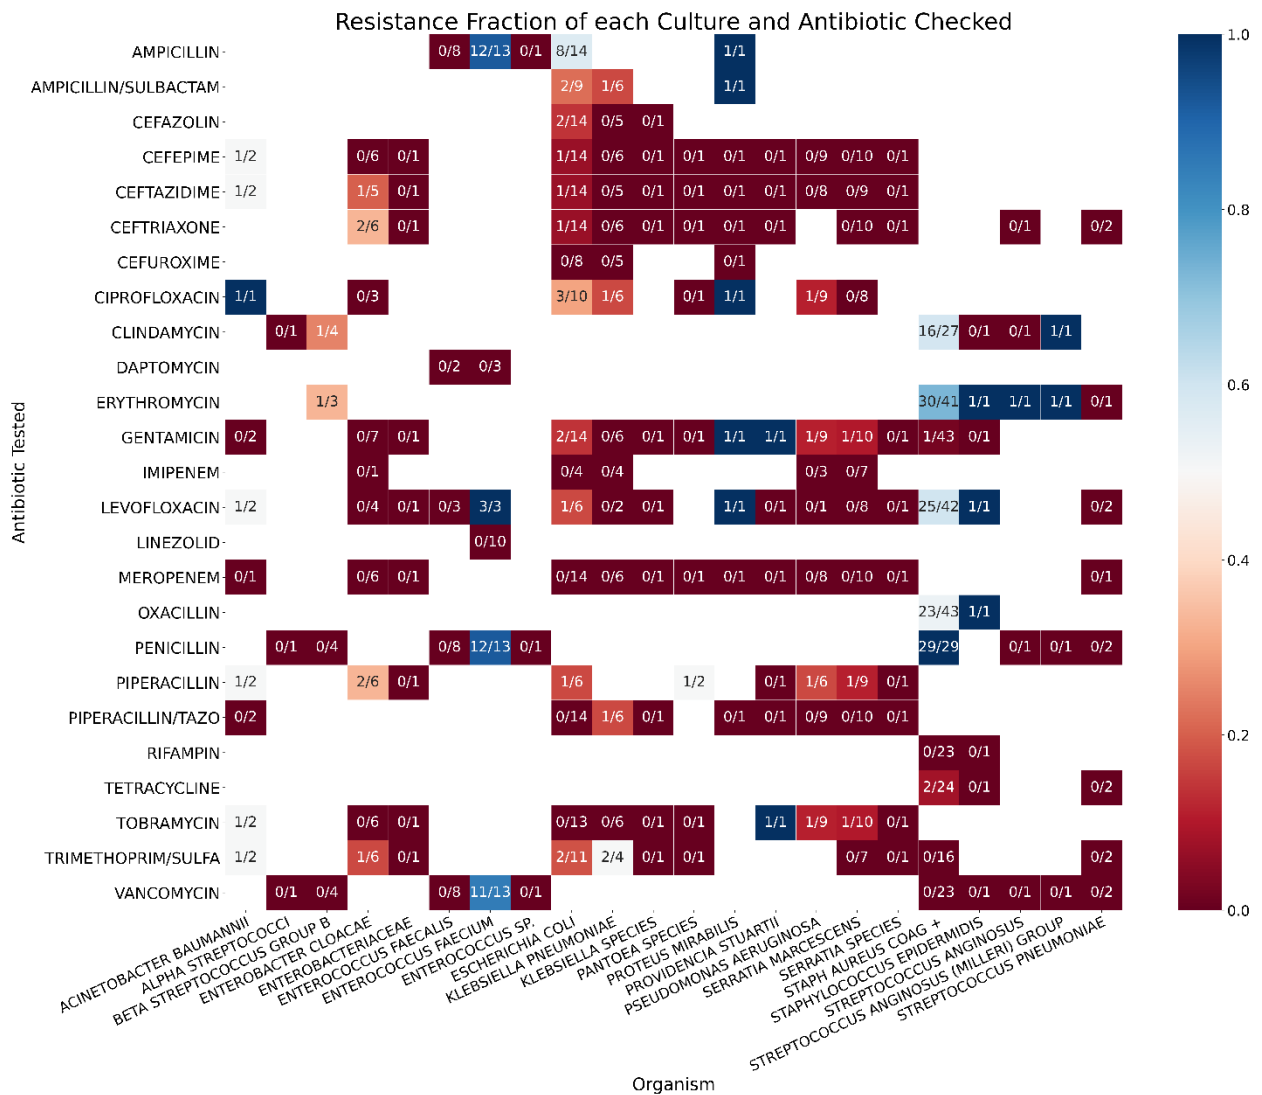 Resistance Fraction of each Culture and Antibiotic Checked
Antibiotic Tested
AMPICILLIN 0/8 12/13 0/1 8/14 1/1
AMPICILLIN/SULBACTAM 2/9 1/6 1/1
CEFAZOLIN 2/14 0/5 0/1
CEFEPIME 1/2 0/6 0/1 1/14 0/6 0/1 0/1 0/1 0/1 0/9 0/10 0/1
CEFTAZIDIME 1/2 1/5 0/1 1/14 0/5 0/1 0/1 0/1 0/1 0/8 0/9 0/1
CEFTRIAXONE 2/6 0/1 1/14 0/6 0/1 0/1 0/1 0/1 0/10 0/1 0/1 0/2
CEFUROXIME 0/8 0/5 0/1
CIPROFLOXACIN 1/1 0/3 3/10 1/6 0/1 1/1 1/9 0/8
CLINDAMYCIN 0/1 1/4 16/27 0/1 0/1 1/1
DAPTOMYCIN 0/2 0/3
ERYTHROMYCIN 1/3 30/41 1/1 1/1 1/1 0/1
GENTAMICIN 0/2 0/7 0/1 2/14 0/6 0/1 0/1 1/1 1/1 1/9 1/10 0/1 1/43 0/1
IMIPENEM 0/1 0/4 0/4 0/3 0/7
LEVOFLOXACIN 1/2 0/4 0/1 0/3 3/3 1/6 0/2 0/1 1/1 0/1 0/1 0/8 0/1 25/42 1/1 0/2
LINEZOLID 0/10
MEROPENEM 0/1 0/6 0/1 0/14 0/6 0/1 0/1 0/1 0/1 0/8 0/10 0/1 0/1
OXACILLIN 23/43 1/1
PENICILLIN 0/1 0/4 0/8 12/13 0/1 29/29 0/1 0/1 0/2
PIPERACILLIN 1/2 2/6 0/1 1/6 1/2 0/1 1/6 1/9 0/1
PIPERACILLIN/TAZO 0/2 0/14 1/6 0/1 0/1 0/1 0/9 0/10 0/1
RIFAMPIN 0/23 0/1
TETRACYCLINE 2/24 0/1 0/2
TOBRAMYCIN 1/2 0/6 0/1 0/13 0/6 0/1 0/1 1/1 1/9 1/10 0/1
TRIMETHOPRIM/SULFA 1/2 1/6 0/1 2/11 2/4 0/1 0/1 0/7 0/1 0/16 0/2
VANCOMYCIN 0/1 0/4 0/8 11/13 0/1 0/23 0/1 0/1 0/1 0/2
ACINETOBACTER BAUMANNII
ALPHA STREPTOCOCCI
BETA STREPTOCOCCUS GROUP B
ENTEROBACTER CLOACAE
ENTEROBACTERIACEAE
ENTEROCOCCUS FAECALIS
ENTEROCOCCUS FAECIUM
ENTEROCOCCUS SP.
ESCHERICHIA COLI
KLEBSIELLA PNEUMONIAE
KLEBSIELLA SPECIES
PANTOEA SPECIES
PROTEUS MIRABILIS
PROVIDENCIA STUARTII
PSEUDOMONAS AERUGINOSA
SERRATIA MARCESCENS
SERRATIA SPECIES
STAPH AUREUS COAG +
STAPHYLOCOCCUS EPIDERMIDIS
STREPTOCOCCUS ANGINOSUS
STREPTOCOCCUS ANGINOSUS (MILLERI) GROUP
STREPTOCOCCUS PNEUMONIAE
Organism
1.0
0.8
0.6
0.4
0.2
0.0